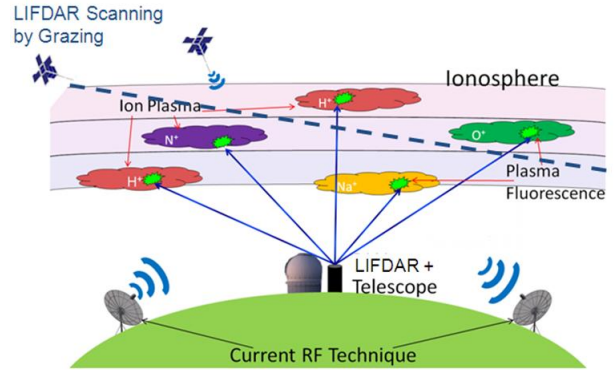 LIFDAR Scanning
by Grazing
Ionosphere
Ion Plasma
H⁺
N⁺
O⁺
H⁺
Na⁺
Plasma
Fluorescence
LIFDAR +
Telescope
Current RF Technique